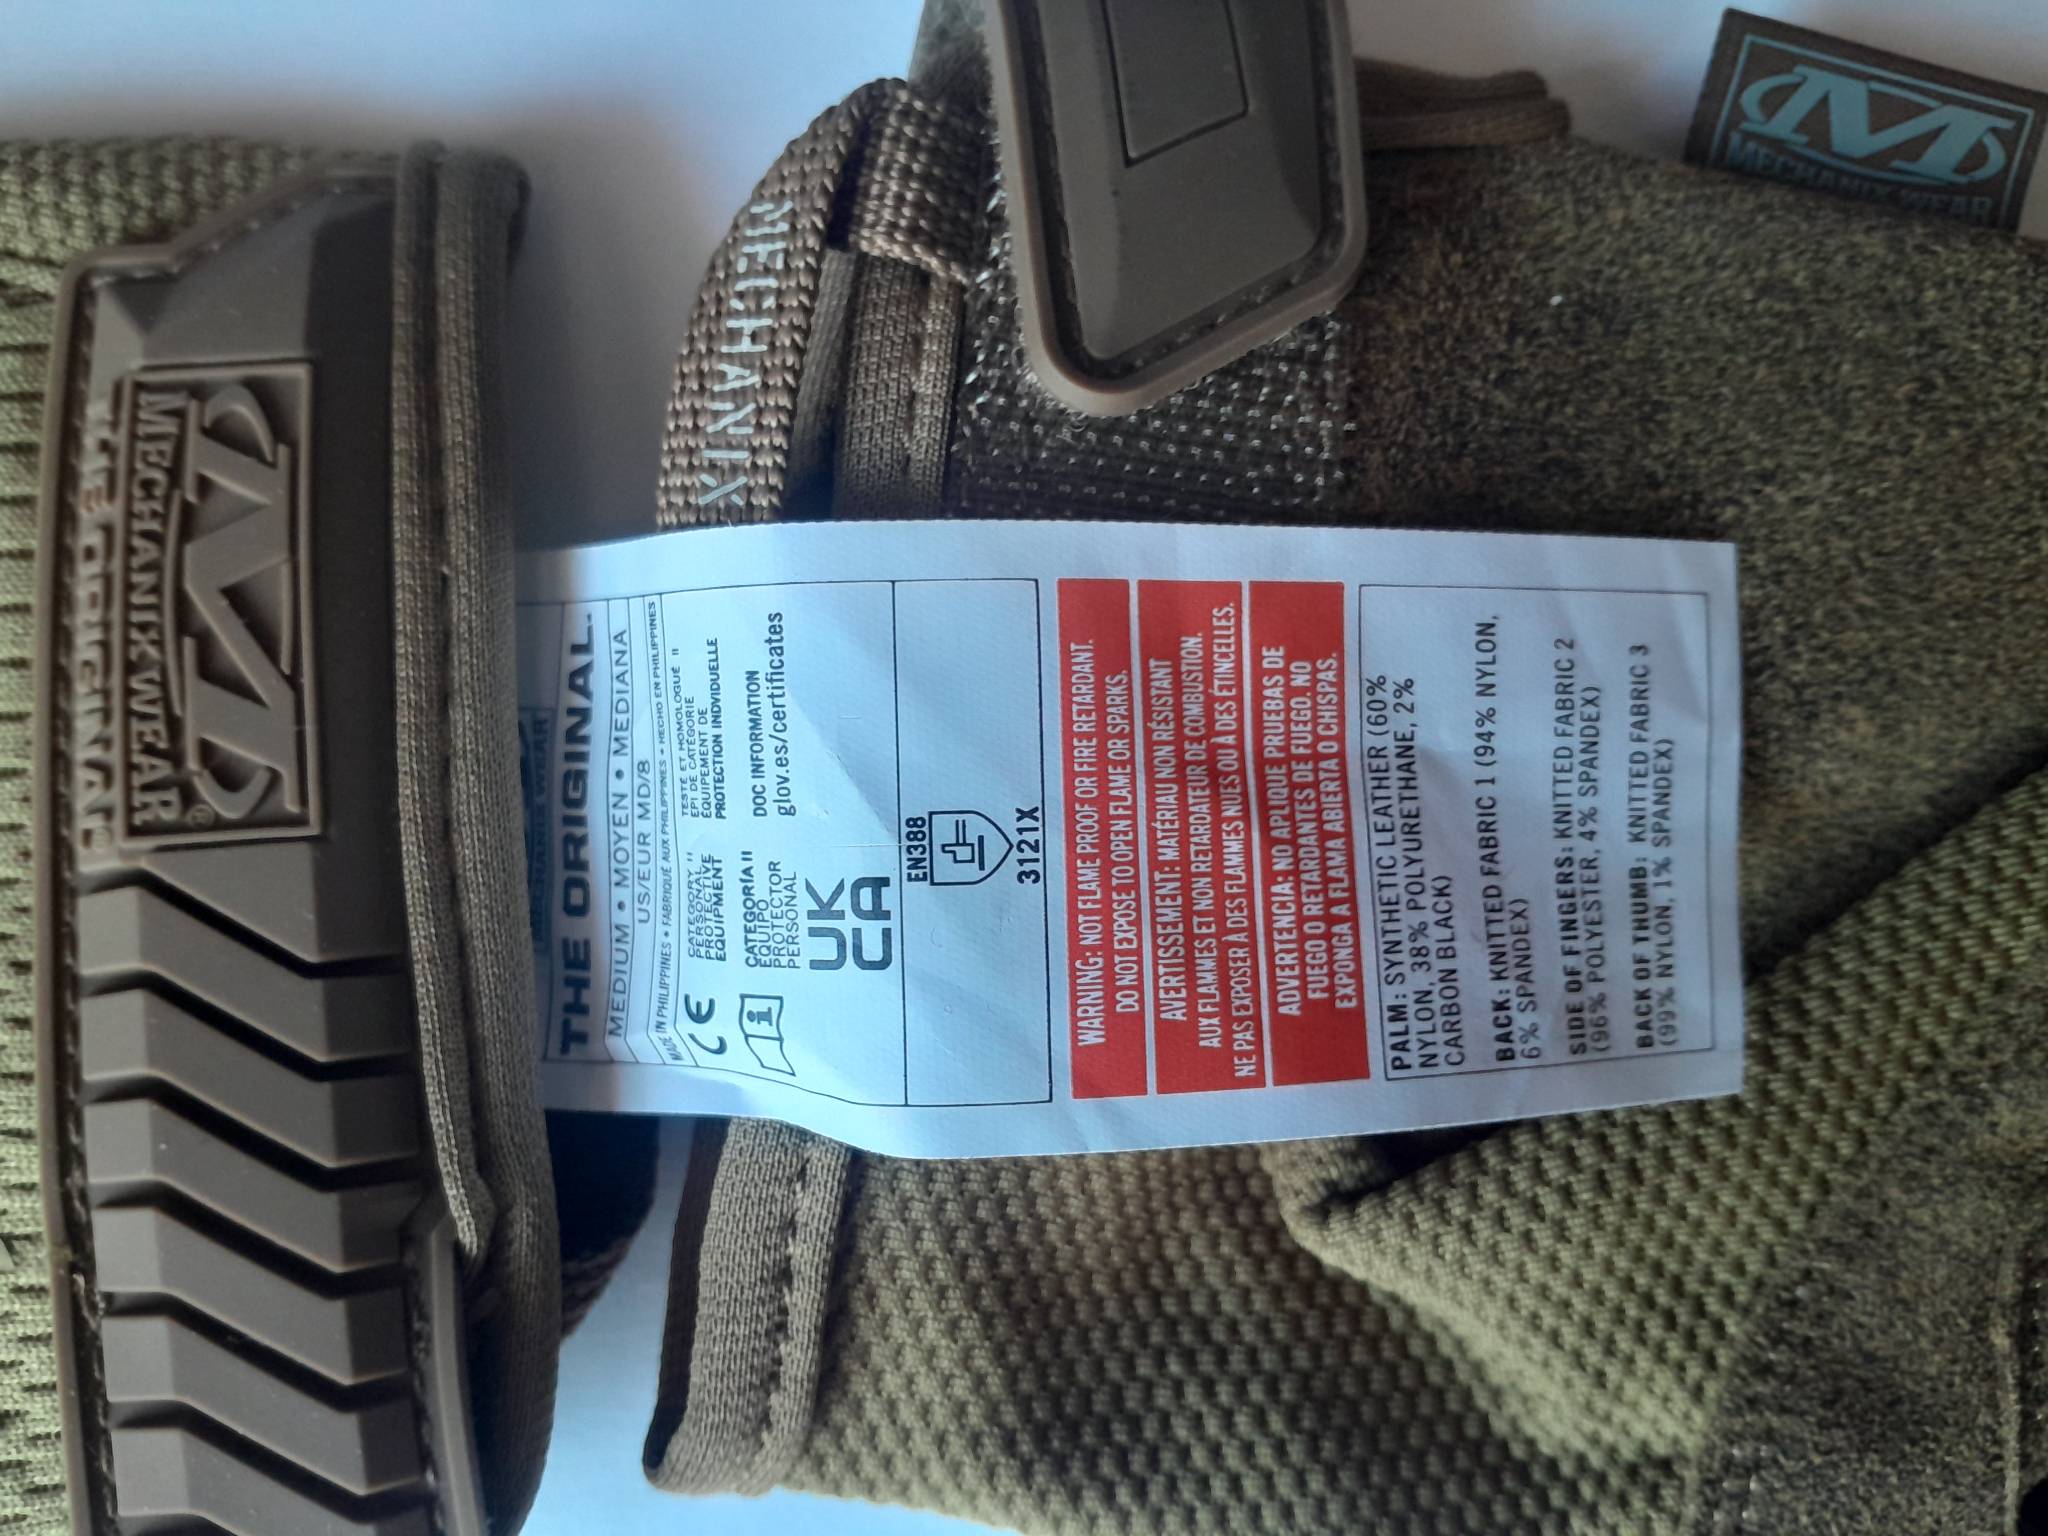 MECHANIX WEAR
®
THE ORIGINAL
MECHANIX
MECHANIX WEAR
MECHANIX WEAR
THE ORIGINAL.
MEDIUM • MOYEN • MEDIANA
US/EUR MD/8
MADE IN PHILIPPINES • FABRIQUÉ AUX PHILIPPINES • HECHO EN PHILIPPINES
CE
CATEGORY II
PERSONAL
PROTECTIVE
EQUIPMENT
TESTÉ ET HOMOLOGUÉ II
EPI DE CATÉGORIE
ÉQUIPEMENT DE
PROTECTION INDIVIDUELLE
i
CATEGORÍA II
EQUIPO
PROTECTOR
PERSONAL
DOC INFORMATION
glov.es/certificates
UK
CA
EN388
3121X
WARNING: NOT FLAME PROOF OR FIRE RETARDANT.
DO NOT EXPOSE TO OPEN FLAME OR SPARKS.
AVERTISSEMENT: MATÉRIAU NON RÉSISTANT
AUX FLAMMES ET NON RETARDATEUR DE COMBUSTION.
NE PAS EXPOSER À DES FLAMMES NUES OU À DES ÉTINCELLES.
ADVERTENCIA: NO APLIQUE PRUEBAS DE
FUEGO O RETARDANTES DE FUEGO. NO
EXPONGA A FLAMA ABIERTA O CHISPAS.
PALM: SYNTHETIC LEATHER (60%
NYLON, 38% POLYURETHANE, 2%
CARBON BLACK)
BACK: KNITTED FABRIC 1 (94% NYLON,
6% SPANDEX)
SIDE OF FINGERS: KNITTED FABRIC 2
(96% POLYESTER, 4% SPANDEX)
BACK OF THUMB: KNITTED FABRIC 3
(99% NYLON, 1% SPANDEX)